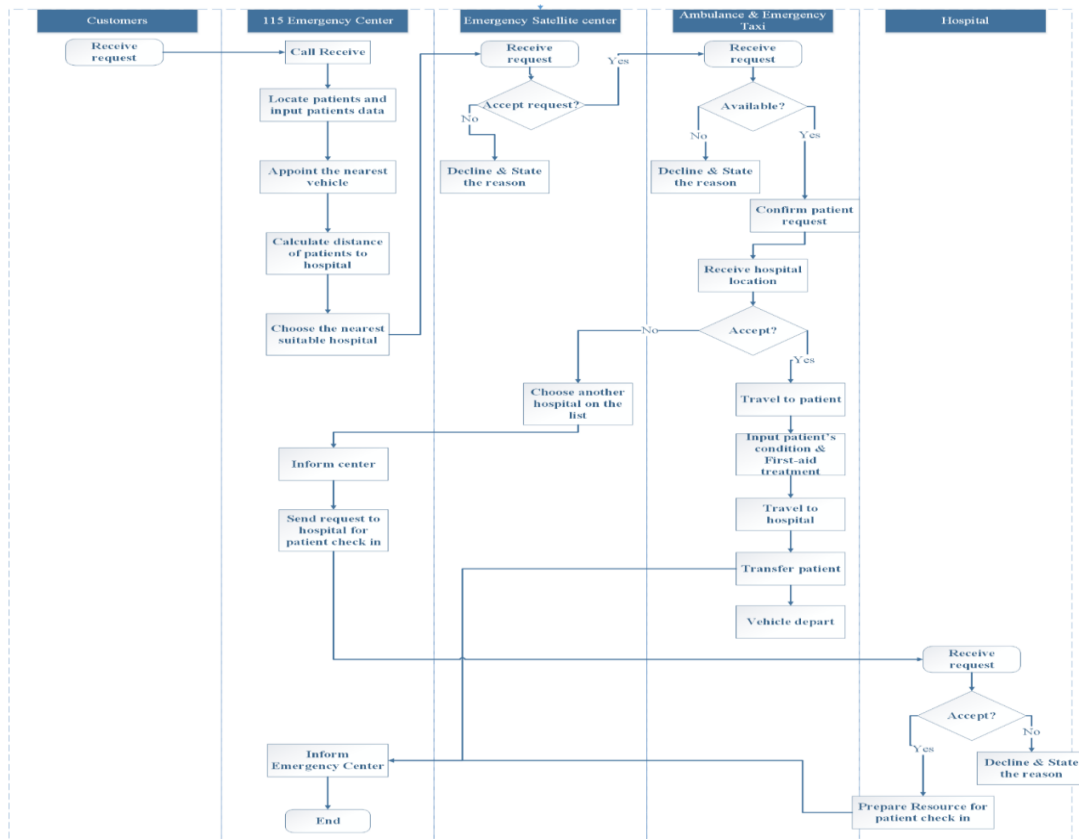 Customers
115 Emergency Center
Emergency Satellite center
Ambulance & Emergency
Taxi
Hospital
Receive
request
Call Receive
Locate patients and
input patients data
Appoint the nearest
vehicle
Calculate distance
of patients to
hospital
Choose the nearest
suitable hospital
Receive
request
Accept request?
Yes
No
Decline & State
the reason
Receive
request
Available?
No
Yes
Decline & State
the reason
Confirm patient
request
Receive hospital
location
Accept?
No
Yes
Choose another
hospital on the
list
Inform center
Send request to
hospital for
patient check in
Travel to patient
Input patient's
condition &
First-aid
treatment
Travel to
hospital
Transfer patient
Vehicle depart
Receive
request
Accept?
Yes
No
Decline & State
the reason
Prepare Resource for
patient check in
Inform
Emergency Center
End